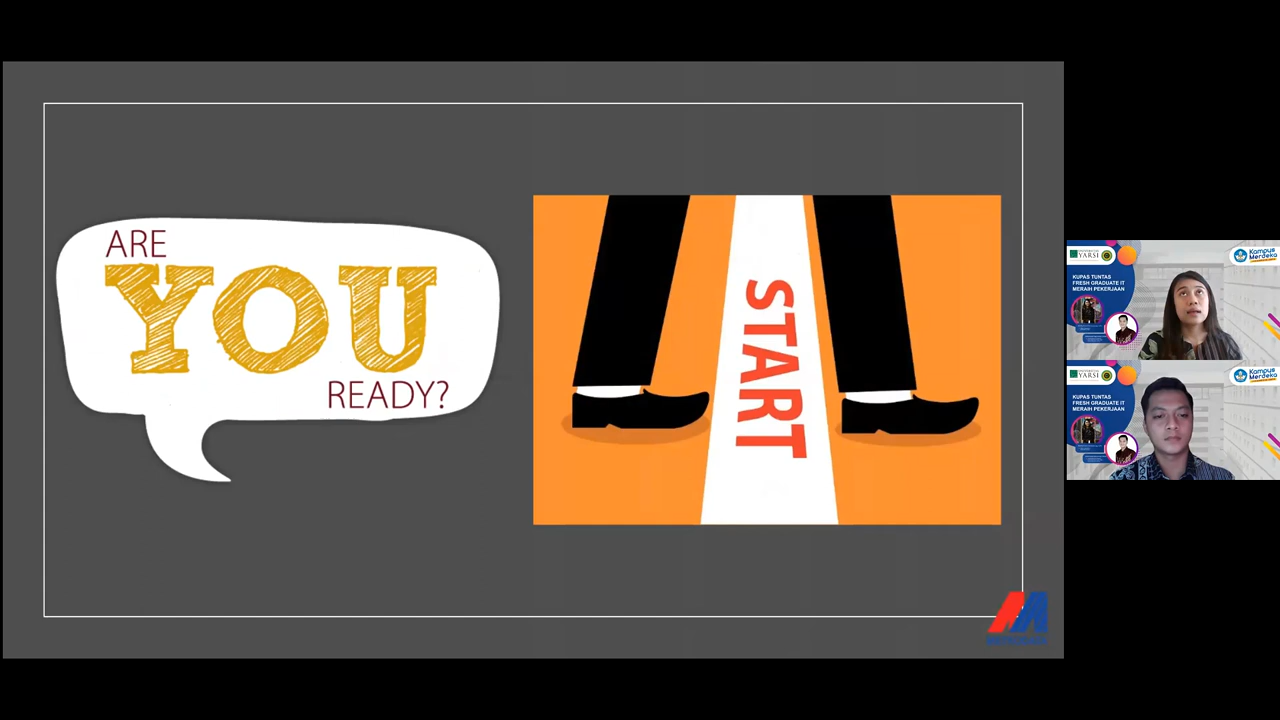 ARE
YOU
READY?
START
YARSI
Kampus
Merdeka
KUPAS TUNTAS
FRESH GRADUATE IT
MERAIH PEKERJAAN
YARSI
Kampus
Merdeka
KUPAS TUNTAS
FRESH GRADUATE IT
MERAIH PEKERJAAN